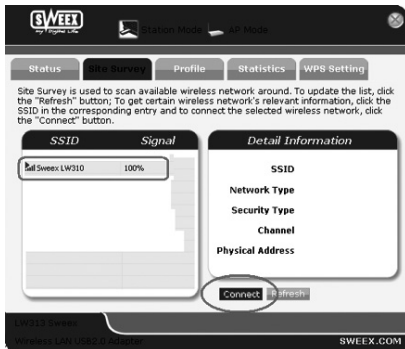 SWEEX
my Digital Life
Station Mode AP Mode
Status Site Survey Profile Statistics WPS Setting
Site Survey is used to scan available wireless network around. To update the list, click
the "Refresh" button; To get certain wireless network's relevant information, click the
SSID in the corresponding entry and to connect the selected wireless network, click
the "Connect" button.
SSID Signal Detail Information
Sweex LW310 100%
SSID
Network Type
Security Type
Channel
Physical Address
Connect Refresh
LW313 Sweex
Wireless LAN USB2.0 Adapter
SWEEX.COM